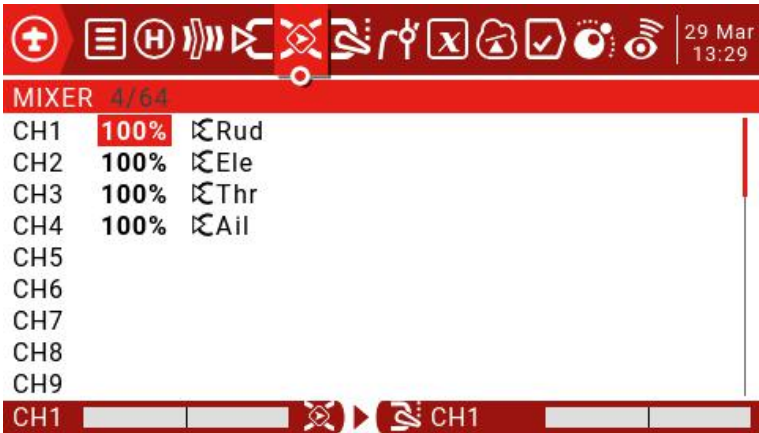 29 Mar
13:29
MIXER 4/64
CH1 100% Rud
CH2 100% Ele
CH3 100% Thr
CH4 100% Ail
CH5
CH6
CH7
CH8
CH9
CH1 CH1